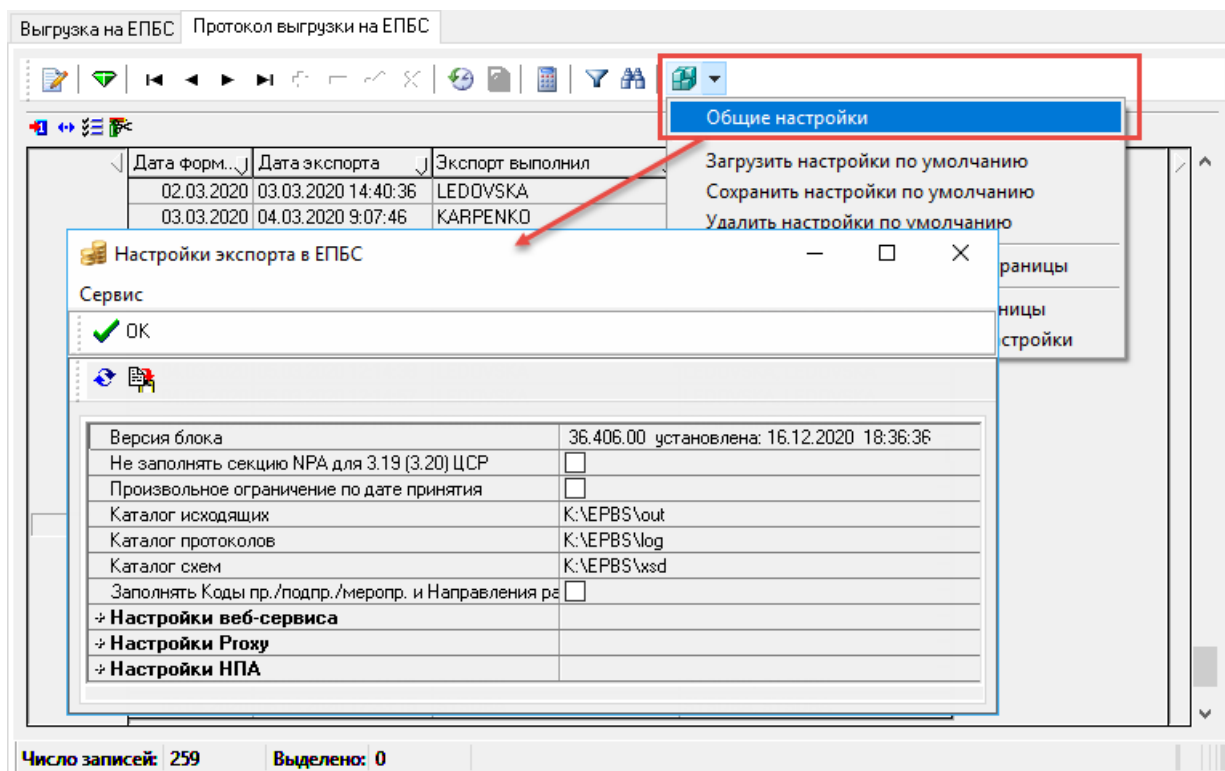 Выгрузка на ЕПБС Протокол выгрузки на ЕПБС
Общие настройки
Загрузить настройки по умолчанию
Сохранить настройки по умолчанию
Удалить настройки по умолчанию
раницы
ницы
стройки
Дата форм... Дата экспорта Экспорт выполнил
02.03.2020 03.03.2020 14:40:36 LEDOVSKA
03.03.2020 04.03.2020 9:07:46 KARPENKO
Настройки экспорта в ЕПБС
Сервис
OK
Версия блока 36.406.00 установлена: 16.12.2020 18:36:36
Не заполнять секцию NPA для 3.19 (3.20) ЦСР
Произвольное ограничение по дате принятия
Каталог исходящих K:\EPBS\out
Каталог протоколов K:\EPBS\log
Каталог схем K:\EPBS\xsd
Заполнять Коды пр./подпр./меропр. и Направления ра
Настройки веб-сервиса
Настройки Proxy
Настройки НПА
Число записей: 259 Выделено: 0